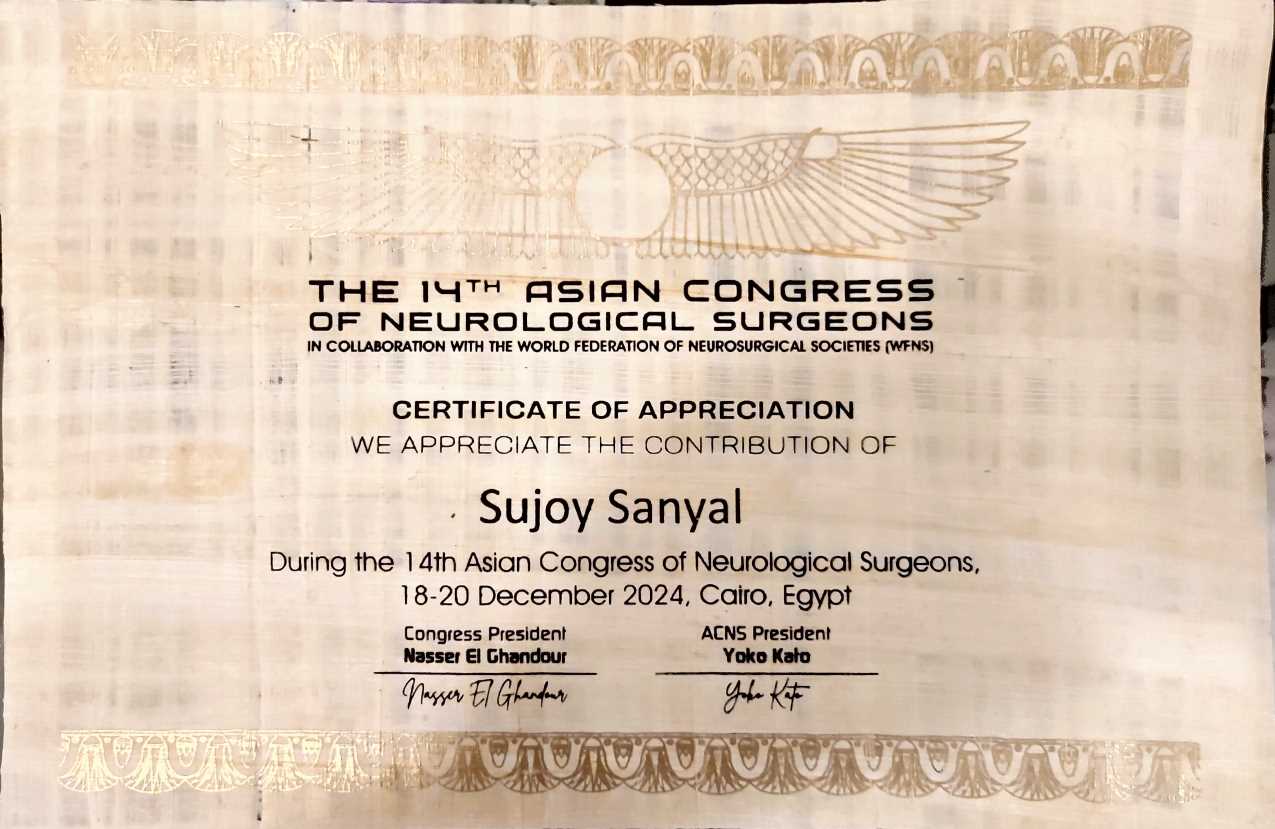 THE 14TH ASIAN CONGRESS
OF NEUROLOGICAL SURGEONS
IN COLLABORATION WITH THE WORLD FEDERATION OF NEUROSURGICAL SOCIETIES (WFNS)
CERTIFICATE OF APPRECIATION
WE APPRECIATE THE CONTRIBUTION OF
Sujoy Sanyal
During the 14th Asian Congress of Neurological Surgeons,
18-20 December 2024, Cairo, Egypt
Congress President ACNS President
Nasser El Ghandour Yoko Kato
Nasser El Ghandour Yoko Kato